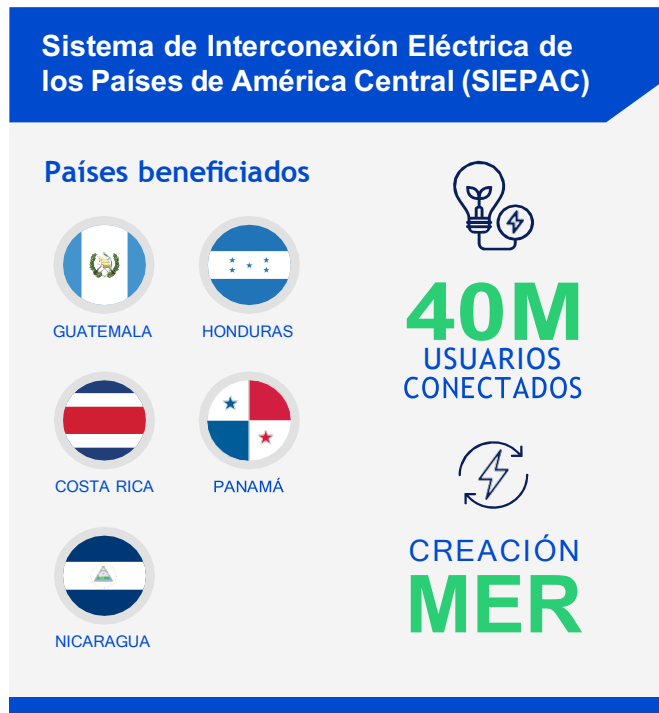 Sistema de Interconexión Eléctrica de
los Países de América Central (SIEPAC)
Países beneficiados
GUATEMALA
HONDURAS
COSTA RICA
PANAMÁ
NICARAGUA
40M
USUARIOS
CONECTADOS
CREACIÓN
MER